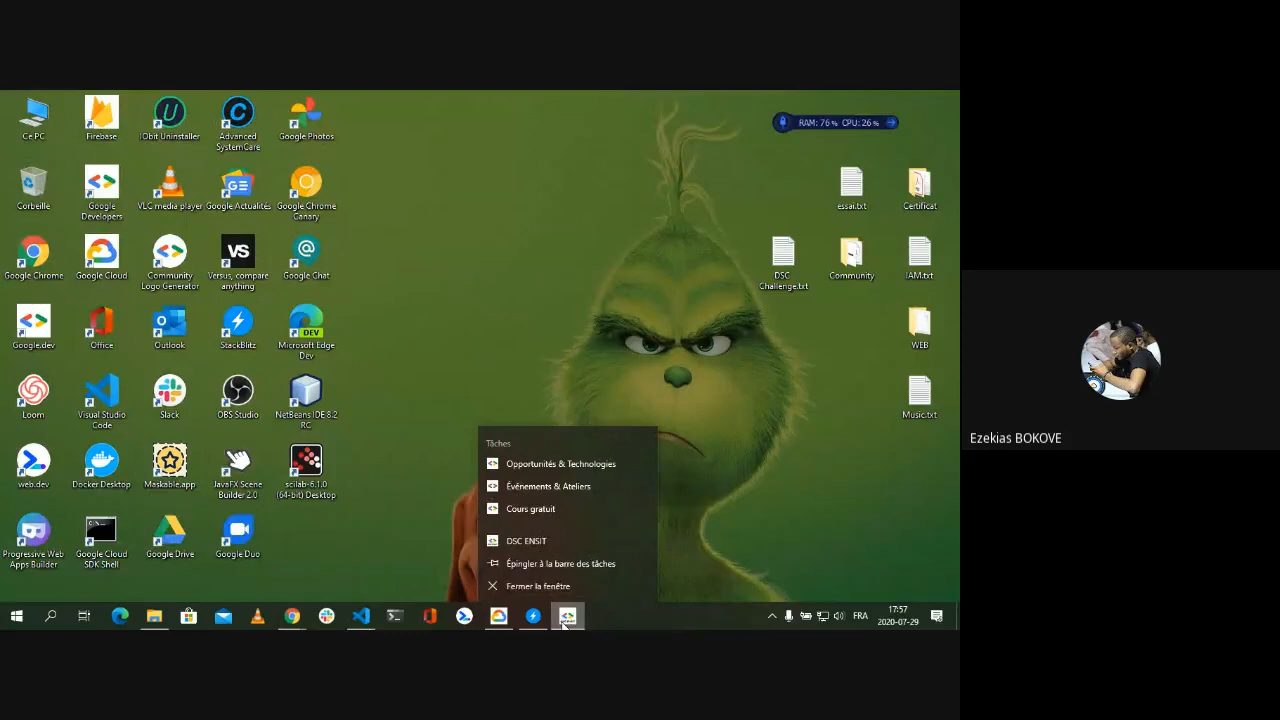 Ce PC
Firebase
IObit Uninstaller
Advanced
SystemCare
Google Photos
Corbeille
Google
Developers
VLC media player
Google Actualités
Google Chrome
Canary
Google Chrome
Google Cloud
Community
Logo Generator
VS
Versus, compare
anything
Google Chat
Google.dev
Office
Outlook
StackBlitz
DEV
Microsoft Edge
Dev
Loom
Visual Studio
Code
Slack
OBS Studio
NetBeans IDE 8.2
RC
web.dev
Docker Desktop
Maskable.app
JavaFX Scene
Builder 2.0
scilab-6.1.0
(64-bit) Desktop
Progressive Web
Apps Builder
Google Cloud
SDK Shell
Google Drive
Google Duo
RAM: 76 % CPU: 26 %
essai.txt
Certificat
DSC
Challenge.txt
Community
IAM.txt
WEB
Music.txt
Tâches
Opportunités & Technologies
Événements & Ateliers
Cours gratuit
DSC ENSIT
Épingler à la barre des tâches
Fermer la fenêtre
FRA
17:57
2020-07-29
Ezekias BOKOVE